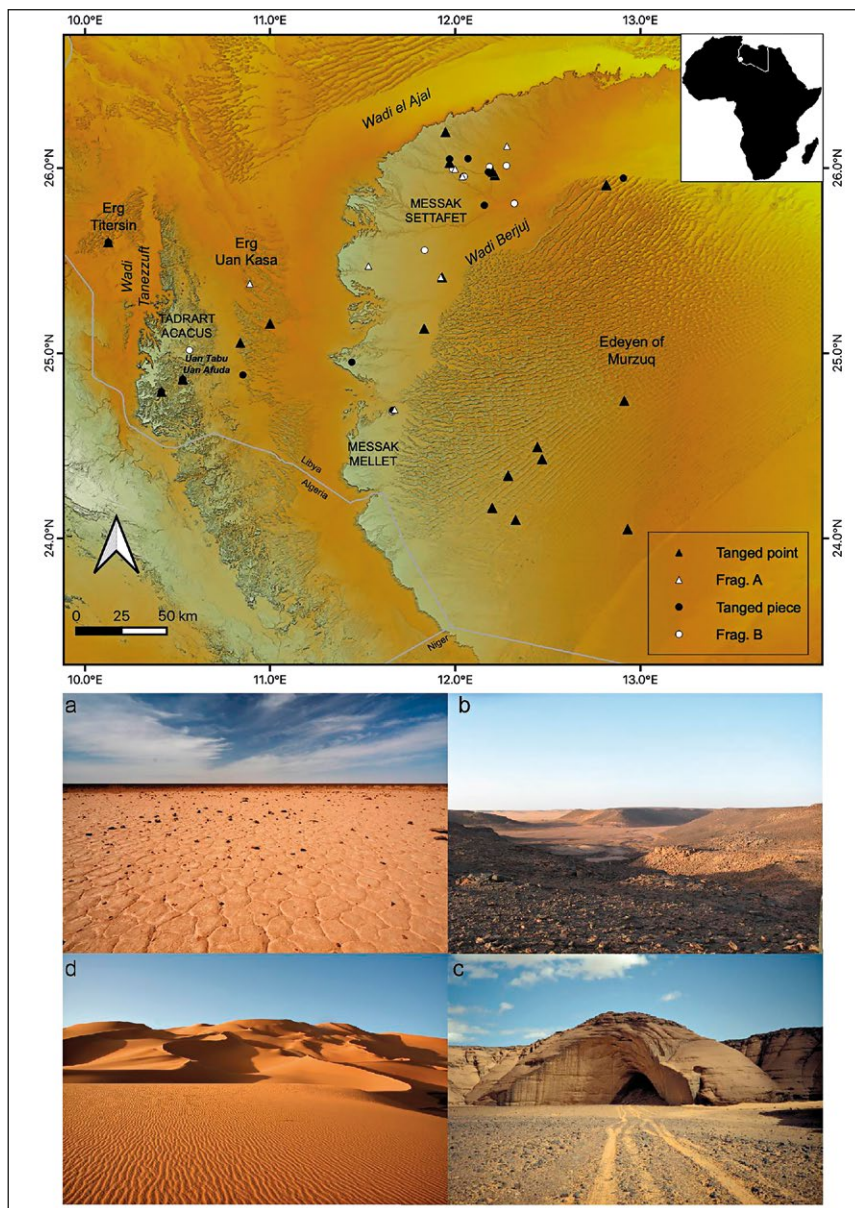 10.0°E 11.0°E 12.0°E 13.0°E
Wadi el Ajal
26.0°N
26.0°N
MESSAK
SETTAFET
Erg
Titersin
Erg
Uan Kasa
Wadi
Tanezzuft
Wadi Berjuj
TADRART
ACACUS
Uan Tabu
Uan Afuda
25.0°N
25.0°N
Edeyen of
Murzuq
MESSAK
MELLET
Libya
Algeria
24.0°N
24.0°N
0 25 50 km
Tanged point
Frag. A
Tanged piece
Frag. B
Niger
10.0°E 11.0°E 12.0°E 13.0°E
a
b
d
c